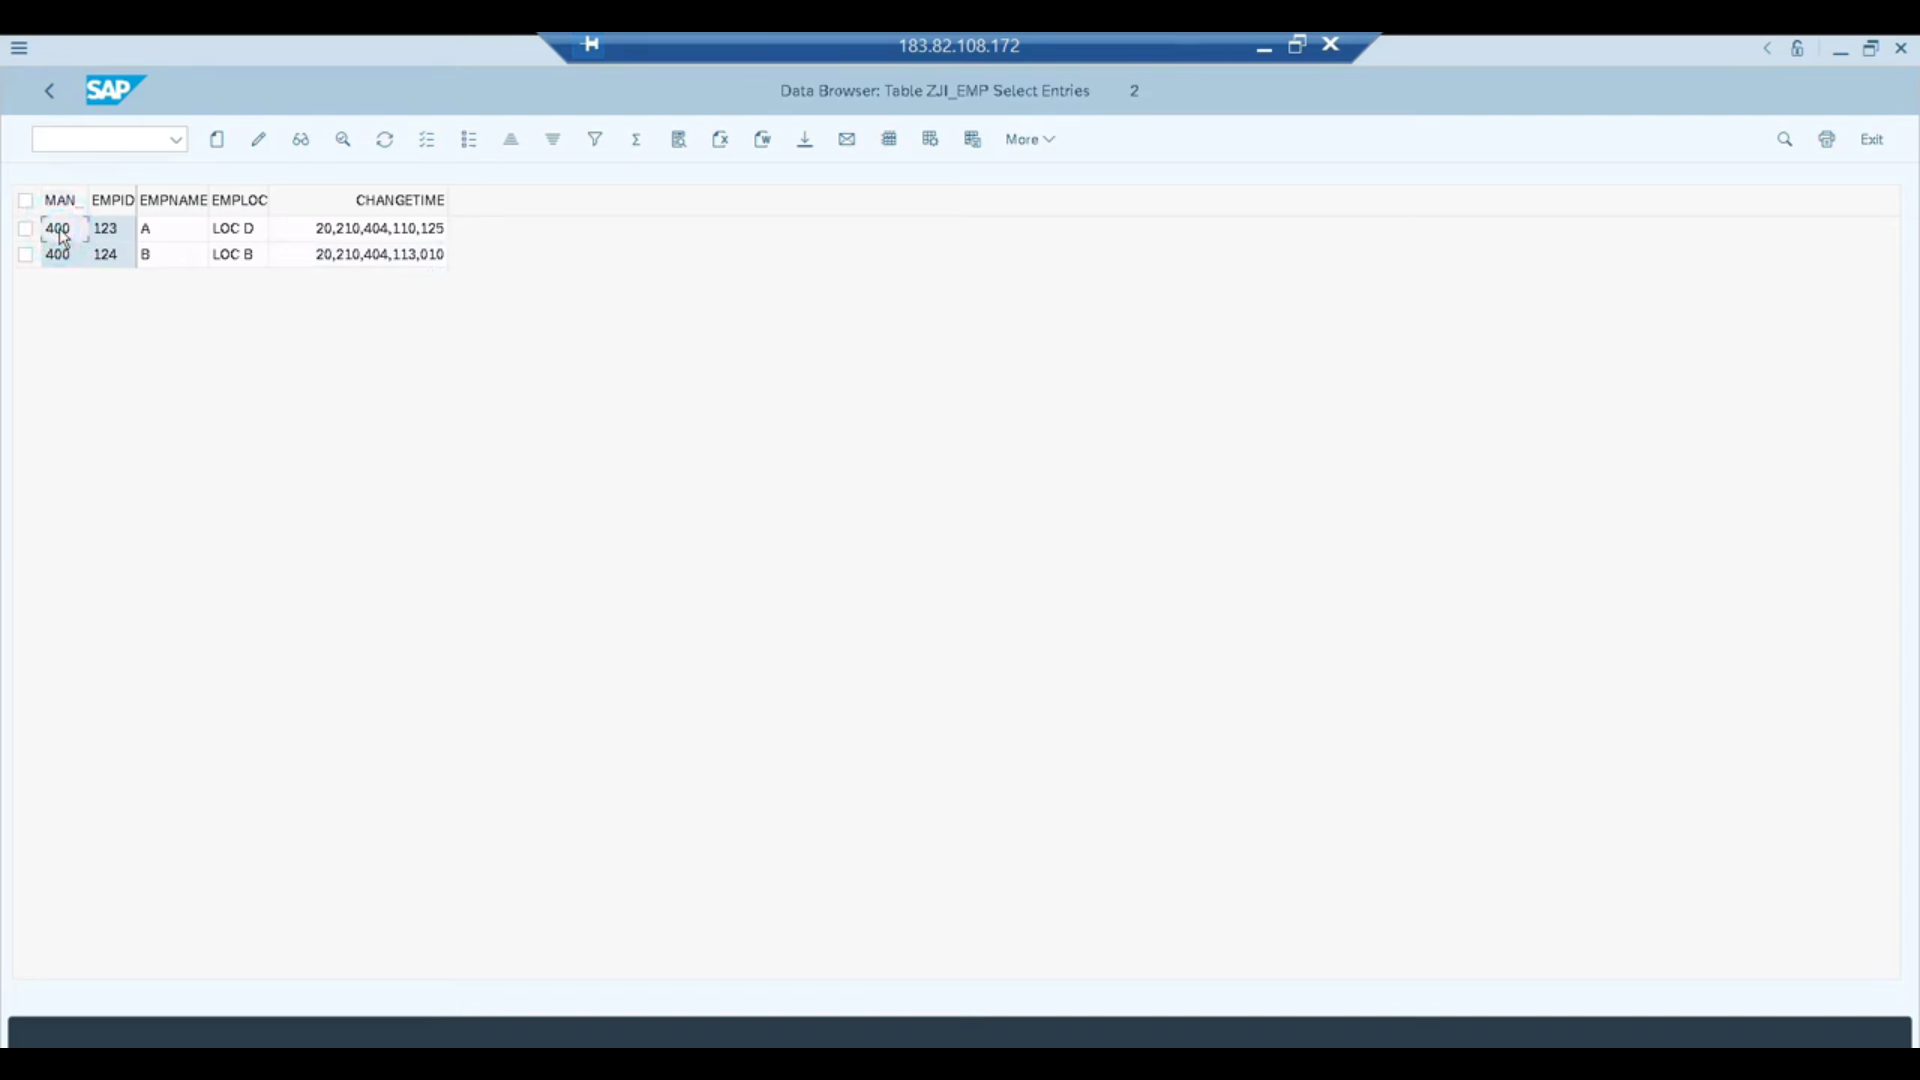 183.82.108.172
SAP
Data Browser: Table ZJI_EMP Select Entries 2
More
Exit
MAN_ EMPID EMPNAME EMPLOC CHANGETIME
400 123 A LOC D 20,210,404,110,125
400 124 B LOC B 20,210,404,113,010